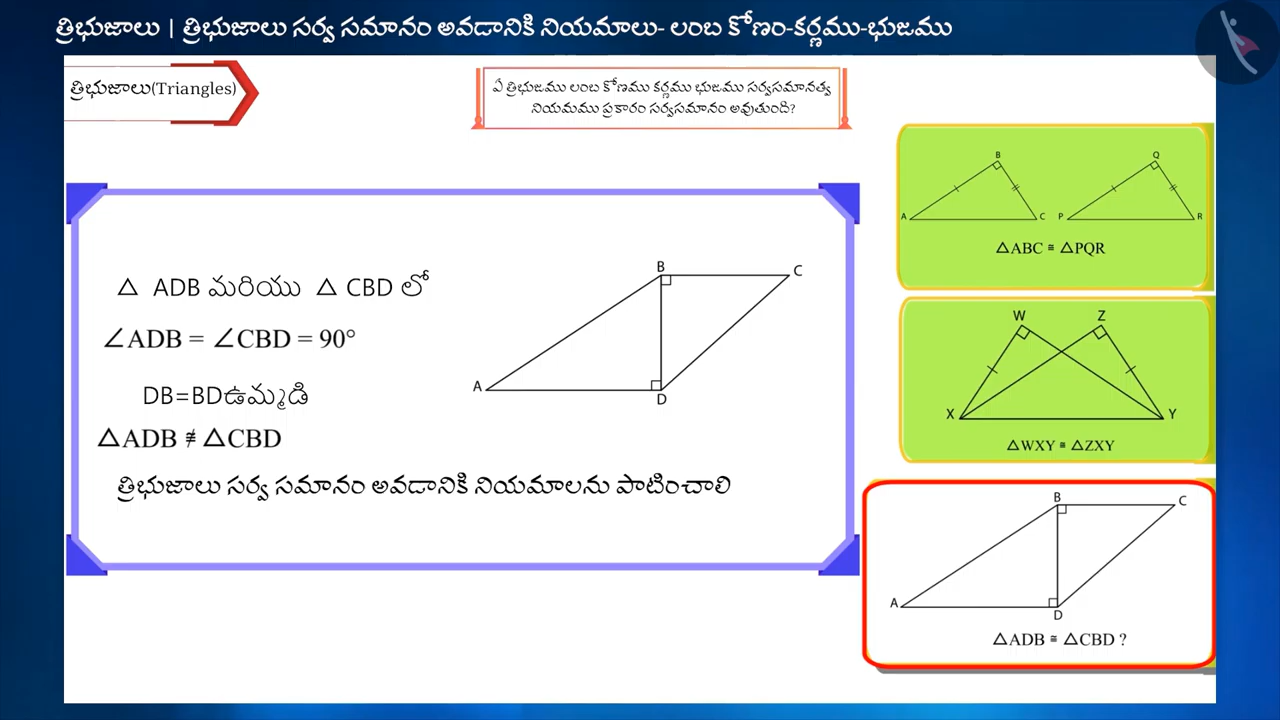 త్రిభుజాలు | త్రిభుజాలు సర్వ సమానం అవడానికి నియమాలు- లంబ కోణం-కర్ణము-భుజము
త్రిభుజాలు(Triangles)
ఏ త్రిభుజము లంబ కోణము కర్ణము భుజము సర్వసమానత్వ
నియమము ప్రకారం సర్వసమానం అవుతుంది?
△ ADB మరియు △ CBD లో
∠ADB = ∠CBD = 90°
DB=BDఉమ్మడి
△ADB ≇ △CBD
త్రిభుజాలు సర్వ సమానం అవడానికి నియమాలను పాటించాలి
B
C
A
D
B
Q
A
C
P
R
△ABC ≅ △PQR
W
Z
X
Y
△WXY ≅ △ZXY
B
C
A
D
△ADB ≅ △CBD ?